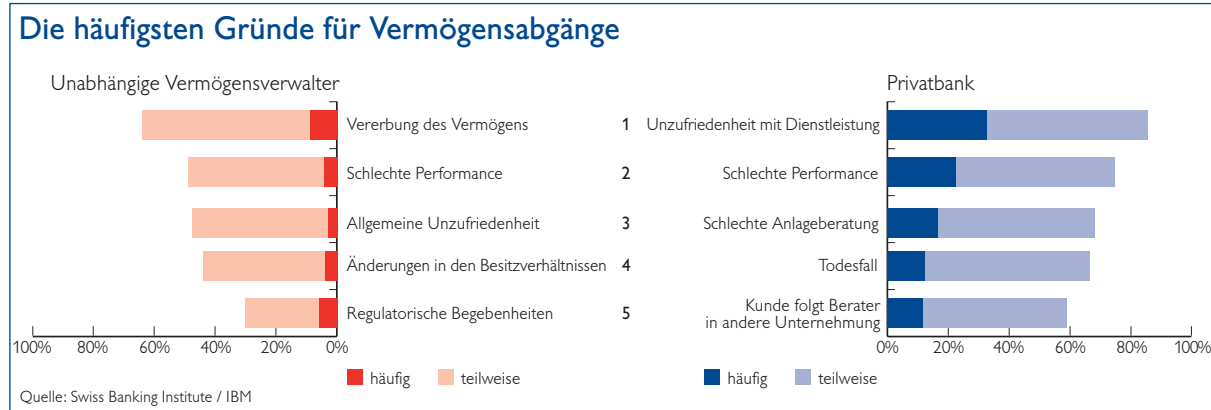 Die häufigsten Gründe für Vermögensabgänge
Unabhängige Vermögensverwalter
Privatbank
Vererbung des Vermögens 1 Unzufriedenheit mit Dienstleistung
Schlechte Performance 2 Schlechte Performance
Allgemeine Unzufriedenheit 3 Schlechte Anlageberatung
Änderungen in den Besitzverhältnissen 4 Todesfall
Regulatorische Begebenheiten 5 Kunde folgt Berater
in andere Unternehmung
100% 80% 60% 40% 20% 0%
0% 20% 40% 60% 80% 100%
häufig teilweise
häufig teilweise
Quelle: Swiss Banking Institute / IBM